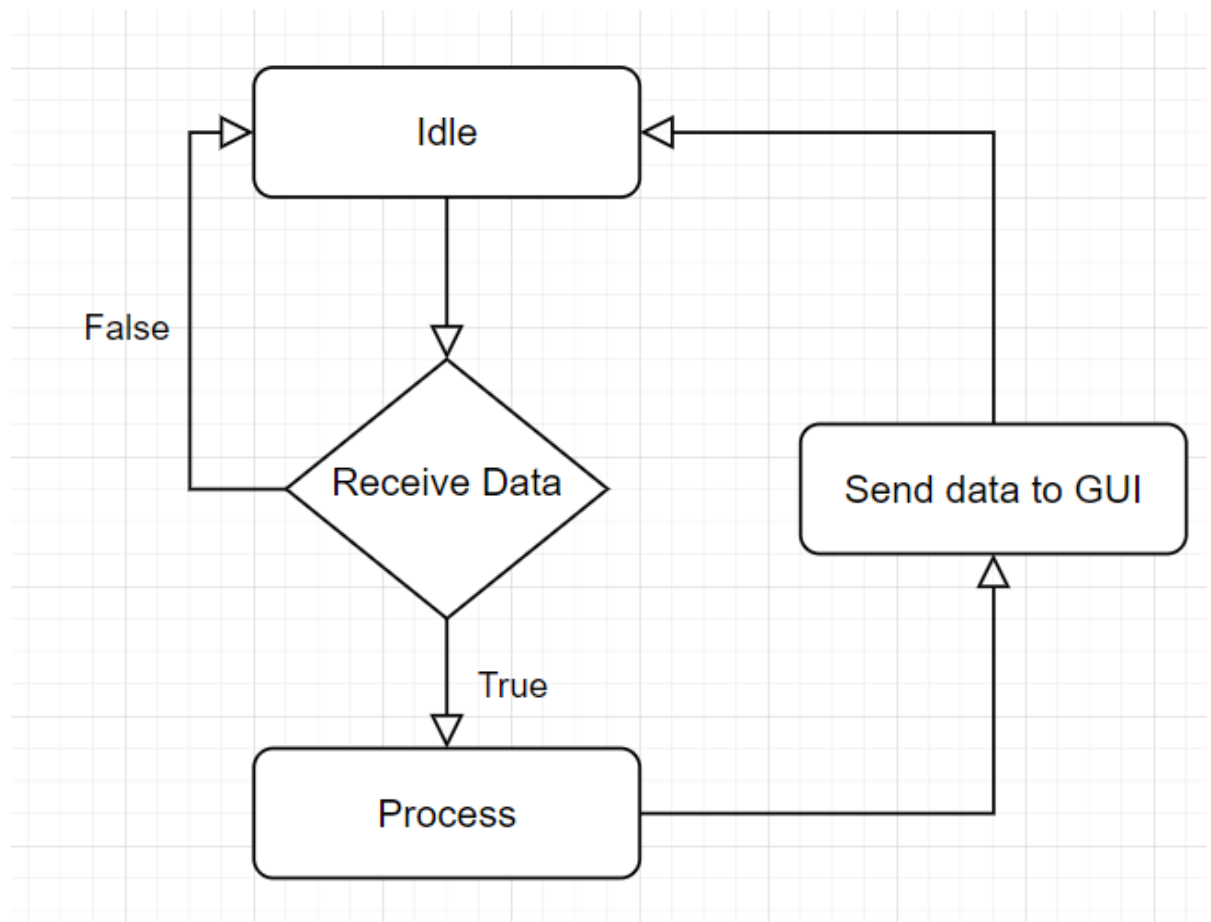 Idle
False
Receive Data
Send data to GUI
True
Process